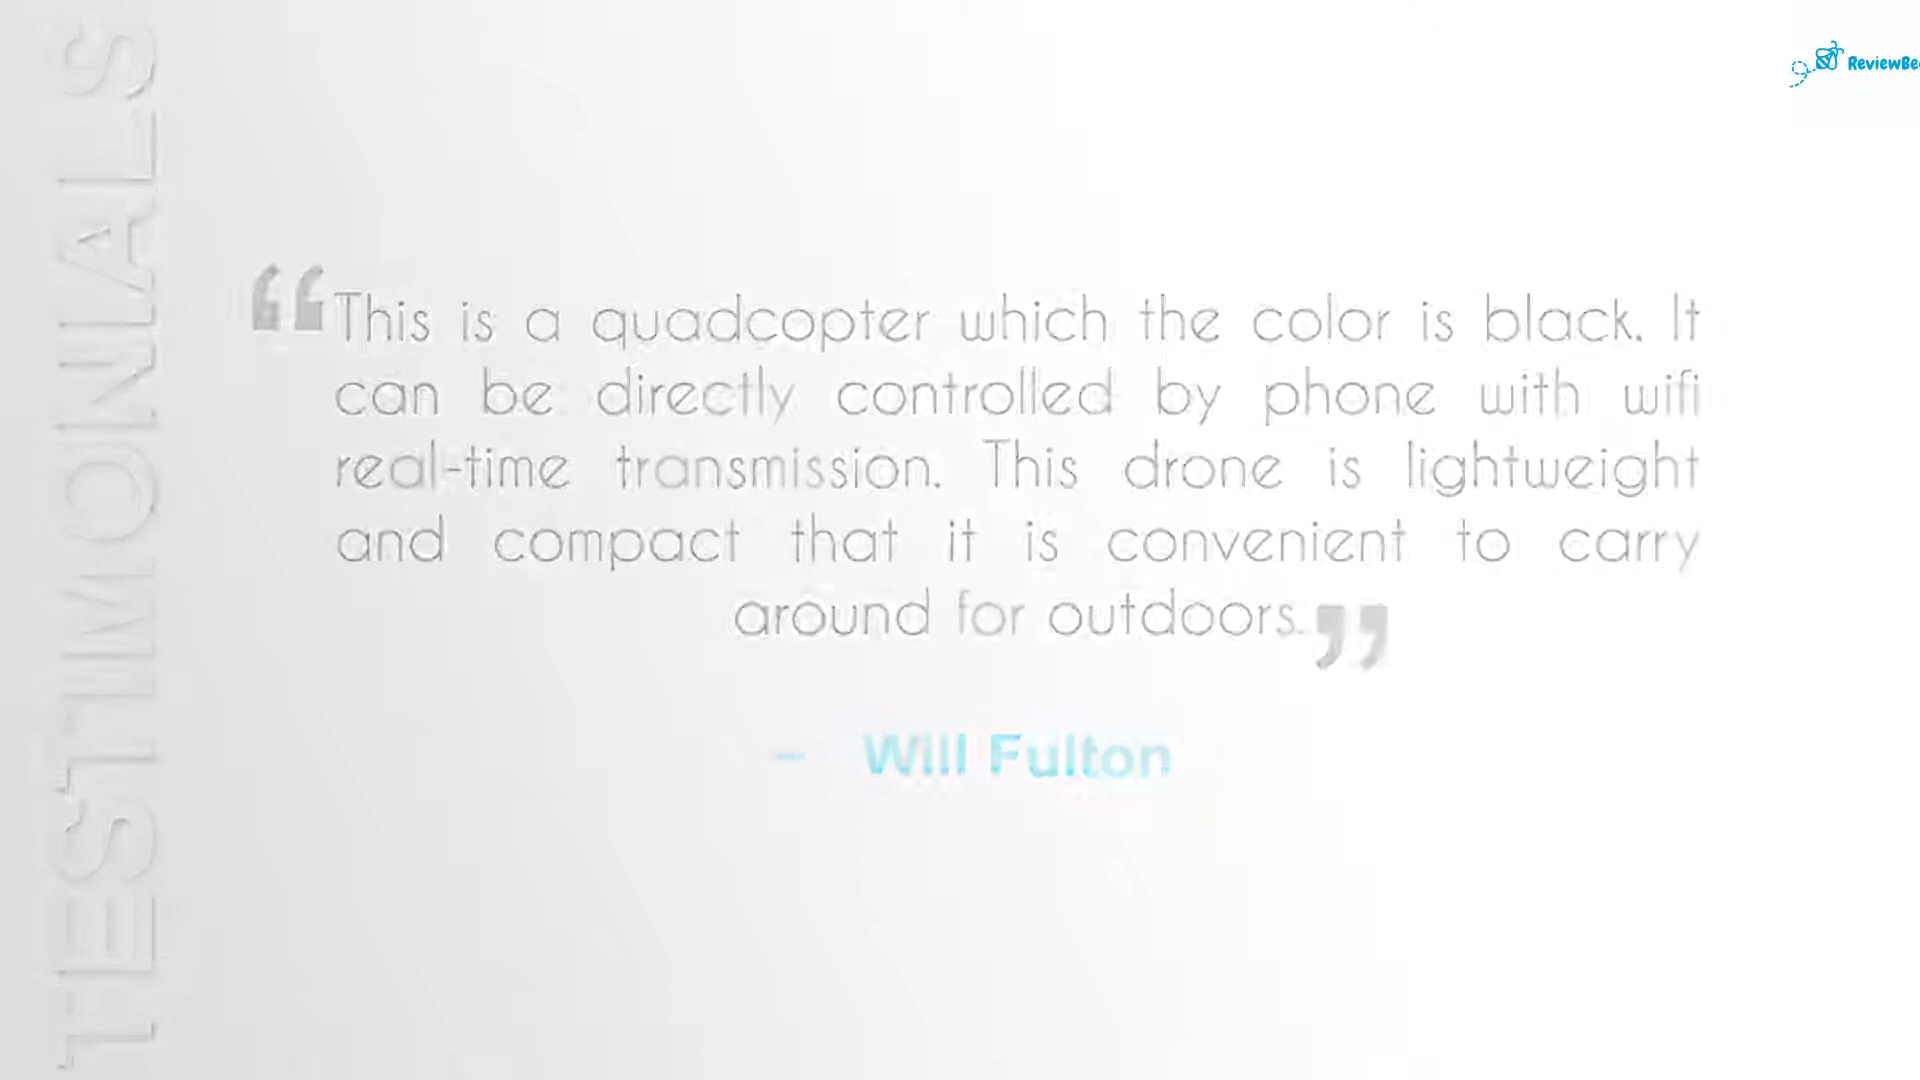 TESTIMONIALS
ReviewBee
“This is a quadcopter which the color is black. It
can be directly controlled by phone with wifi
real-time transmission. This drone is lightweight
and compact that it is convenient to carry
around for outdoors.”
– Will Fulton